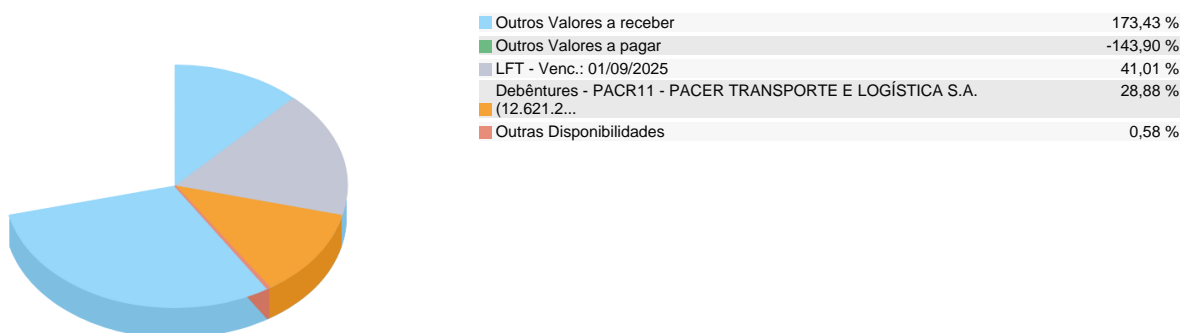 Outros Valores a receber 173,43 %
Outros Valores a pagar -143,90 %
LFT - Venc.: 01/09/2025 41,01 %
Debêntures - PACR11 - PACER TRANSPORTE E LOGÍSTICA S.A. 28,88 %
(12.621.2...
Outras Disponibilidades 0,58 %